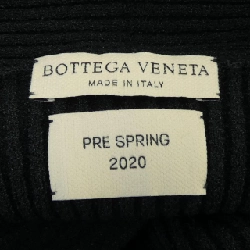 BOTTEGA VENETA
MADE IN ITALY
PRE SPRING
2020